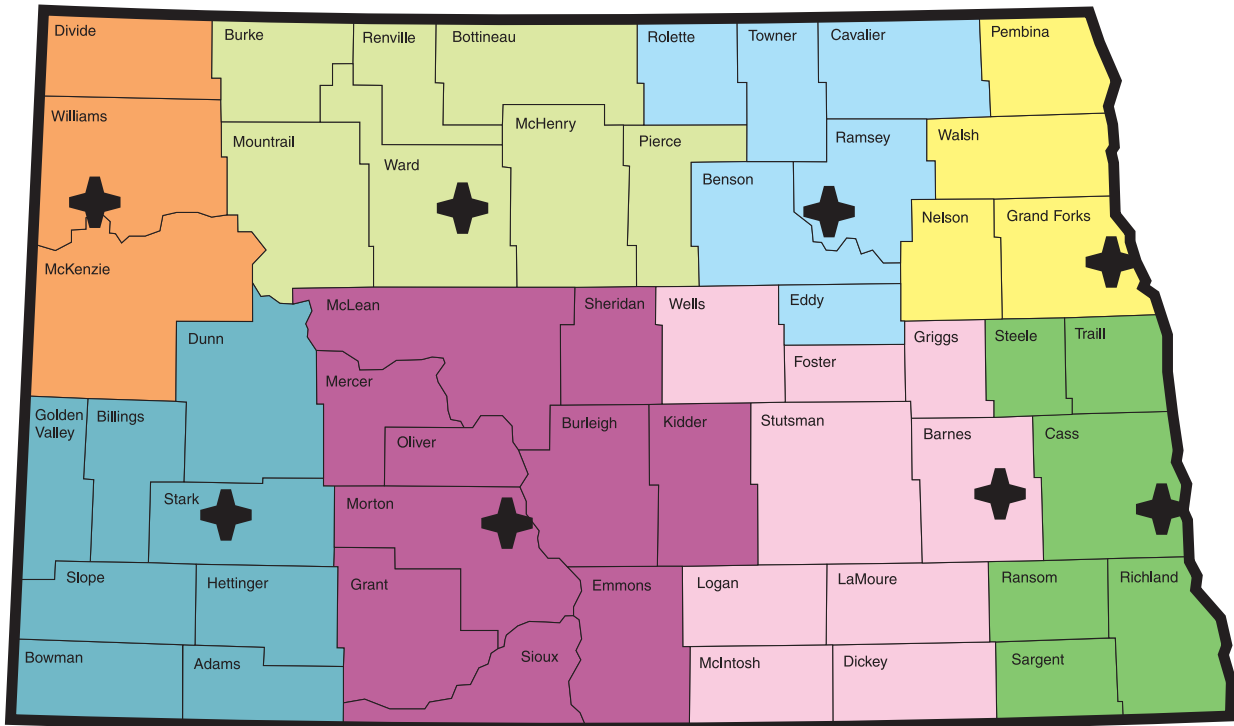 Divide
Burke
Renville
Bottineau
Rolette
Towner
Cavalier
Pembina
Williams
Mountrail
Ward
McHenry
Pierce
Ramsey
Walsh
Benson
Nelson
Grand Forks
McKenzie
Dunn
McLean
Sheridan
Wells
Eddy
Foster
Griggs
Steele
Traill
Golden
Valley
Billings
Mercer
Oliver
Burleigh
Kidder
Stutsman
Barnes
Cass
Stark
Morton
Slope
Hettinger
Grant
Emmons
Logan
LaMoure
Ransom
Richland
Bowman
Adams
Sioux
McIntosh
Dickey
Sargent